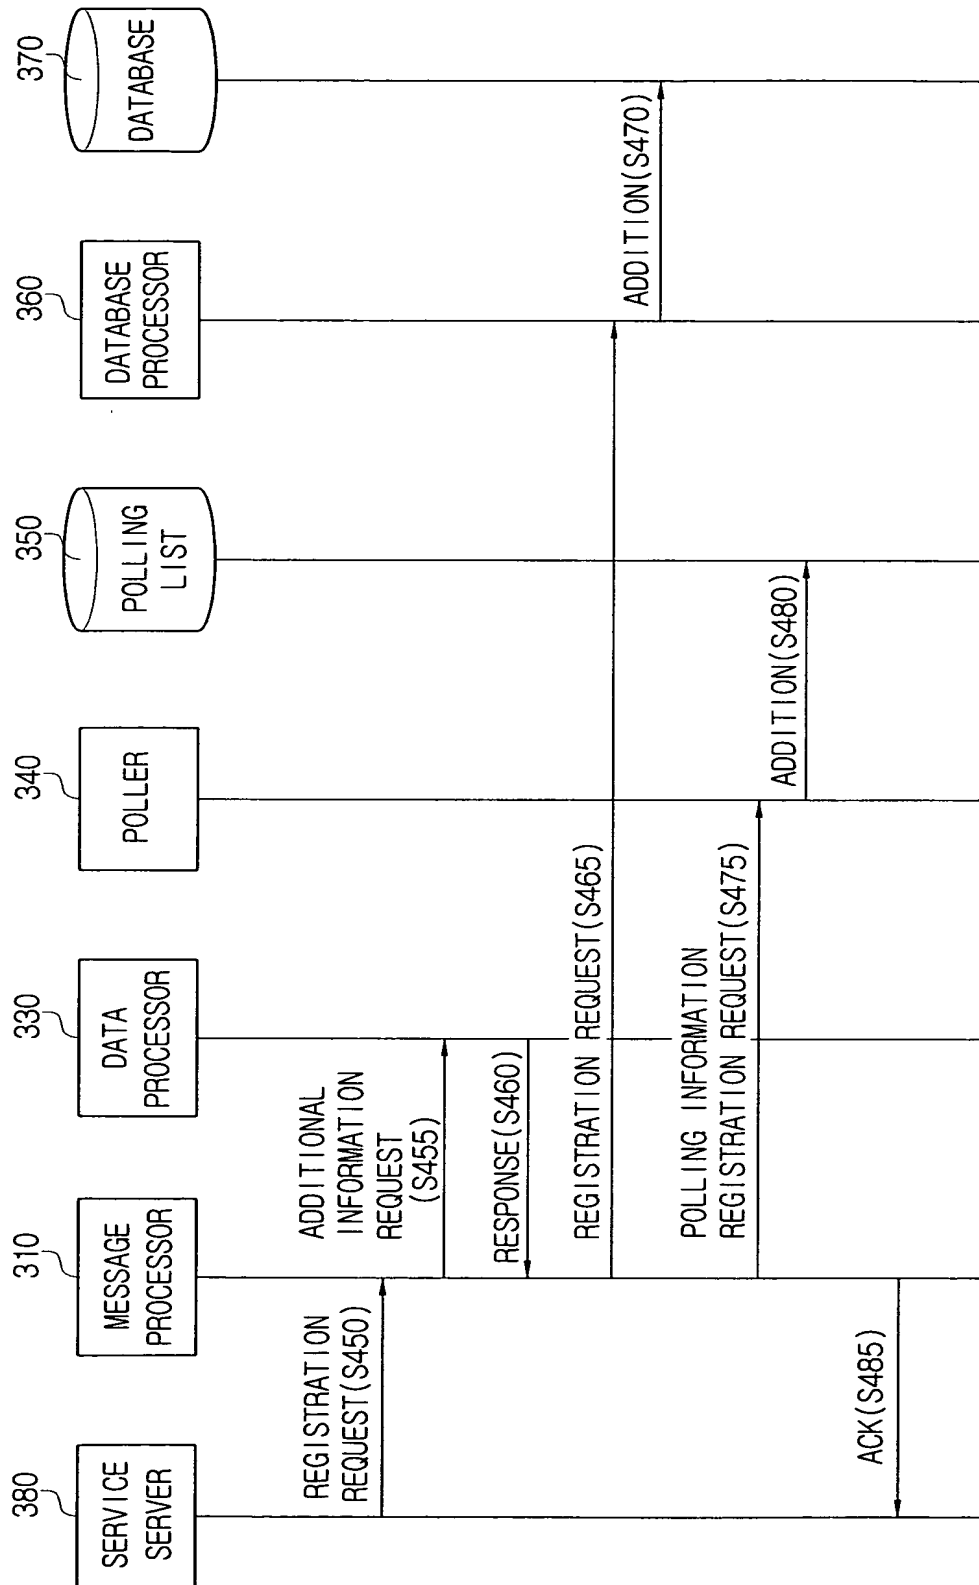 380
310
330
340
350
360
370
SERVICE
SERVER
MESSAGE
PROCESSOR
DATA
PROCESSOR
POLLER
POLLING
LIST
DATABASE
PROCESSOR
DATABASE
REGISTRATION
REQUEST(S450)
ADDITIONAL
INFORMATION
REQUEST
(S455)
RESPONSE(S460)
REGISTRATION REQUEST(S465)
ADDITION(S470)
POLLING INFORMATION
REGISTRATION REQUEST(S475)
ADDITION(S480)
ACK(S485)